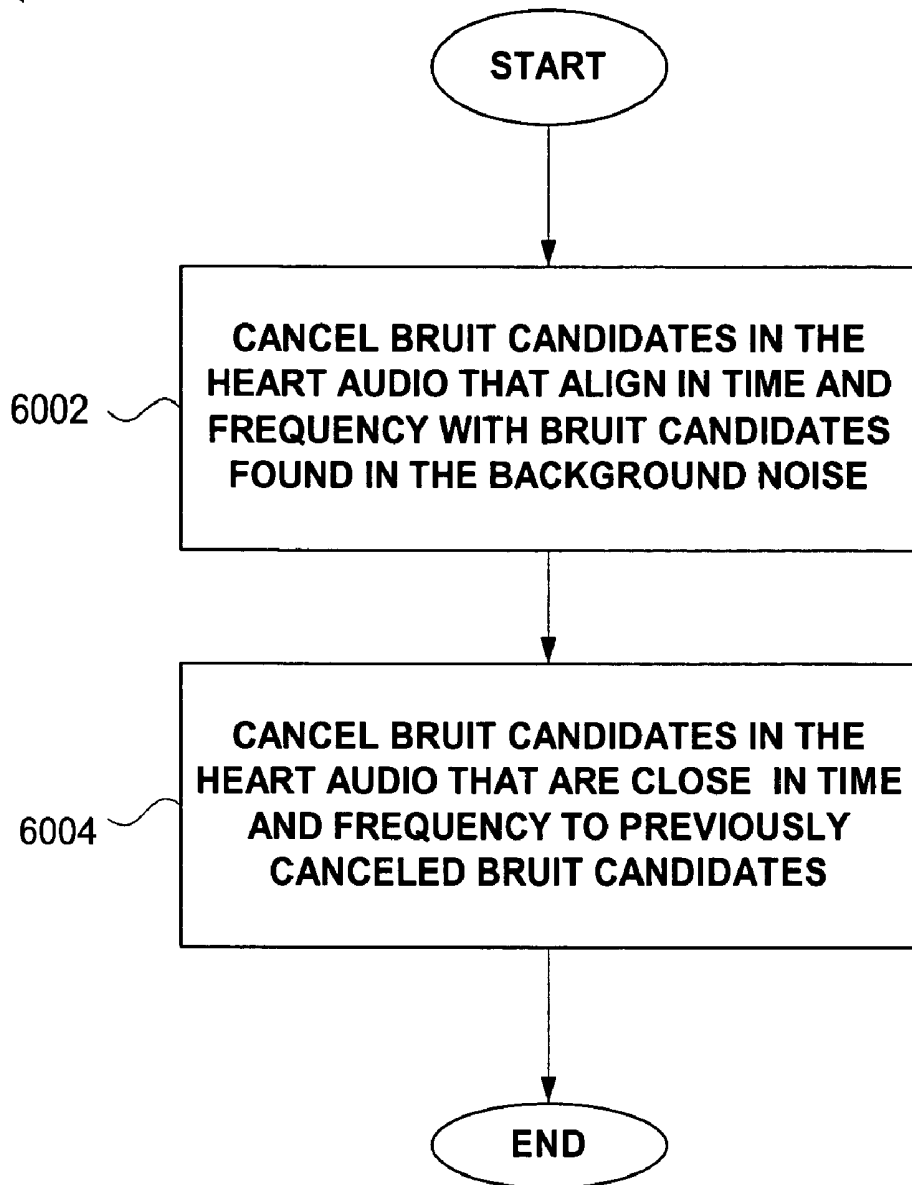 START
CANCEL BRUIT CANDIDATES IN THE
HEART AUDIO THAT ALIGN IN TIME AND
FREQUENCY WITH BRUIT CANDIDATES
FOUND IN THE BACKGROUND NOISE
6002
CANCEL BRUIT CANDIDATES IN THE
HEART AUDIO THAT ARE CLOSE IN TIME
AND FREQUENCY TO PREVIOUSLY
CANCELED BRUIT CANDIDATES
6004
END